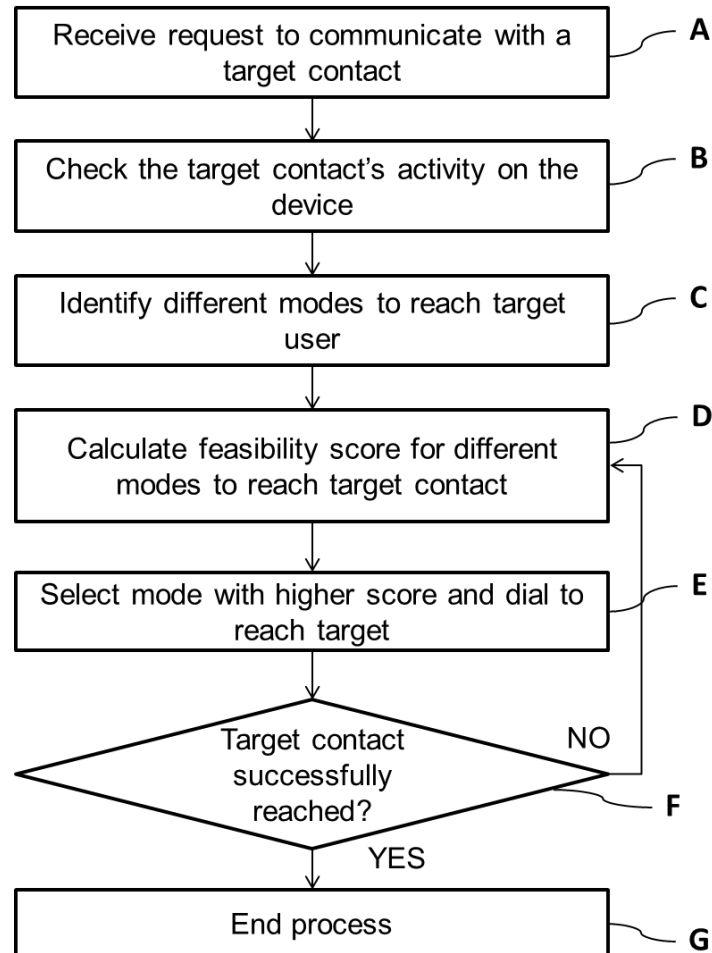 Receive request to communicate with a
target contact
A
Check the target contact's activity on the
device
B
Identify different modes to reach target
user
C
Calculate feasibility score for different
modes to reach target contact
D
Select mode with higher score and dial to
reach target
E
Target contact
successfully
reached?
NO
F
YES
End process
G